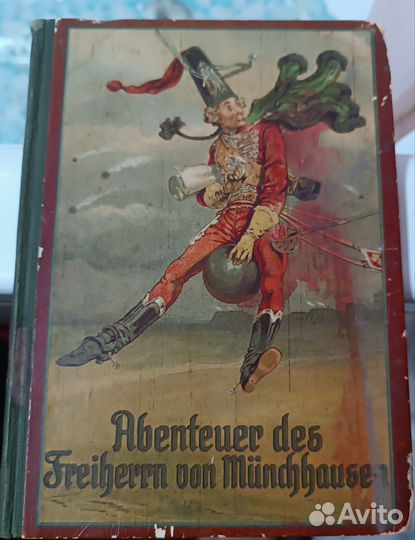 Abenteuer des
Freiherrn von Münchhausen
Avito